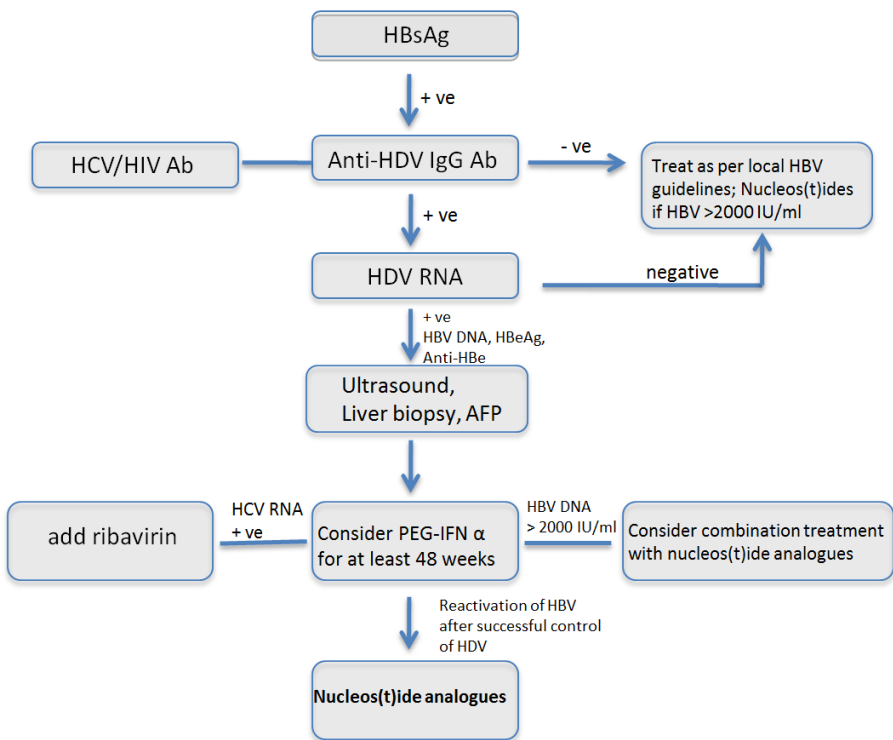 HBsAg
+ ve
HCV/HIV Ab
Anti-HDV IgG Ab
- ve
Treat as per local HBV
guidelines; Nucleos(t)ides
if HBV >2000 IU/ml
+ ve
HDV RNA
negative
+ ve
HBV DNA, HBeAg,
Anti-HBe
Ultrasound,
Liver biopsy, AFP
add ribavirin
HCV RNA
+ ve
Consider PEG-IFN α
for at least 48 weeks
HBV DNA
> 2000 IU/ml
Consider combination treatment
with nucleos(t)ide analogues
Reactivation of HBV
after successful control
of HDV
Nucleos(t)ide analogues